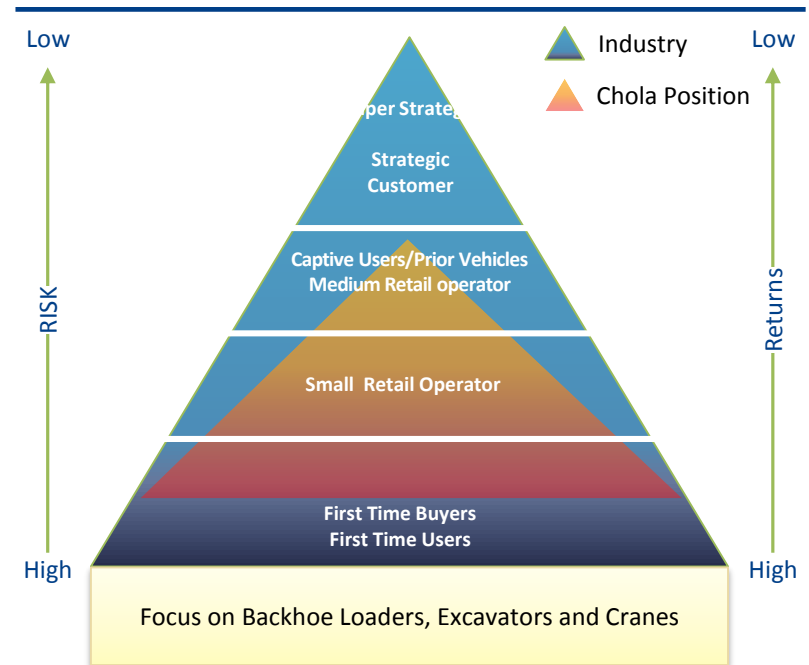 Low
Industry
Low
Chola Position
Strategic
Customer
Captive Users/Prior Vehicles
Medium Retail operator
RISK
Returns
Small  Retail Operator
First Time Buyers
First Time Users
High
High
Focus on Backhoe Loaders, Excavators and Cranes